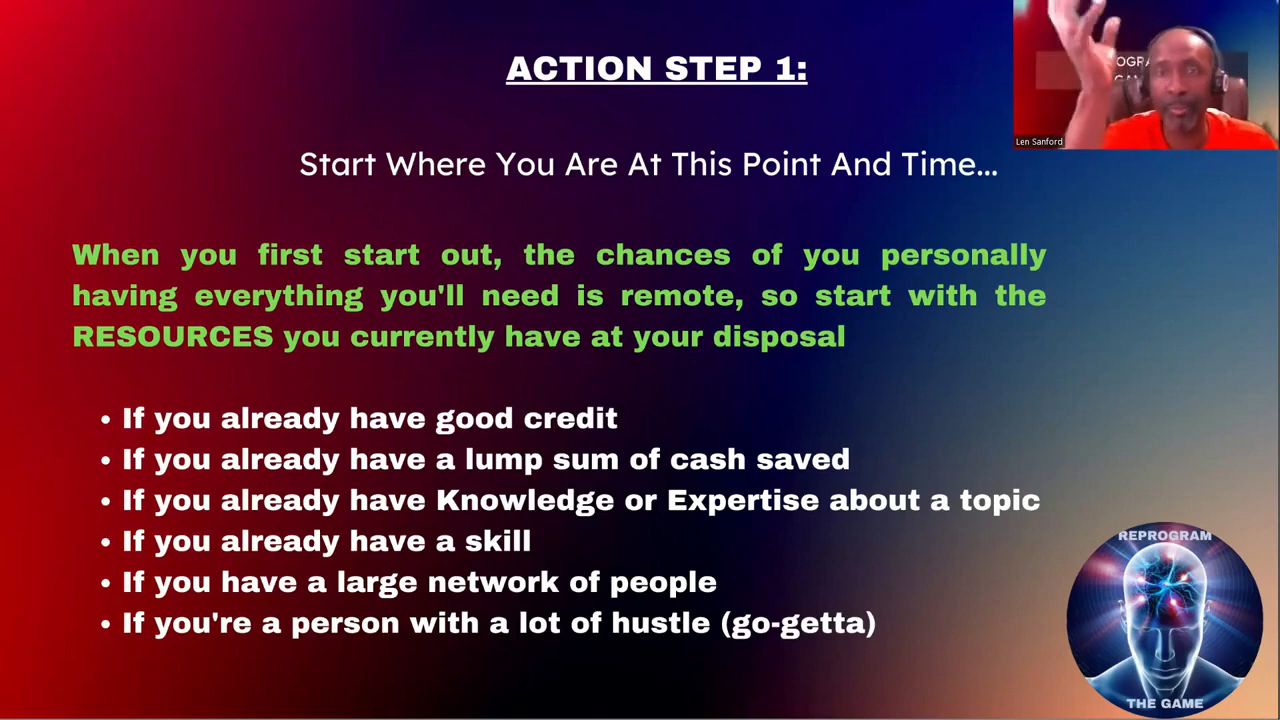 ACTION STEP 1:
OGRA
GAM
Len Sanford
Start Where You Are At This Point And Time...
When you first start out, the chances of you personally
having everything you'll need is remote, so start with the
RESOURCES you currently have at your disposal
• If you already have good credit
• If you already have a lump sum of cash saved
• If you already have Knowledge or Expertise about a topic
• If you already have a skill
• If you have a large network of people
• If you're a person with a lot of hustle (go-getta)
REPROGRAM
THE GAME